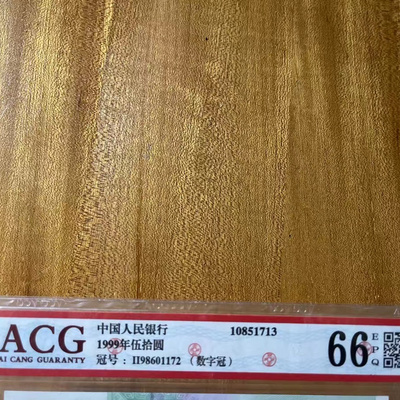 ACG
AI CANG GUARANTY
中国人民银行 10851713
1999年伍拾圆
冠号：II98601172（数字冠）
66 EPQ